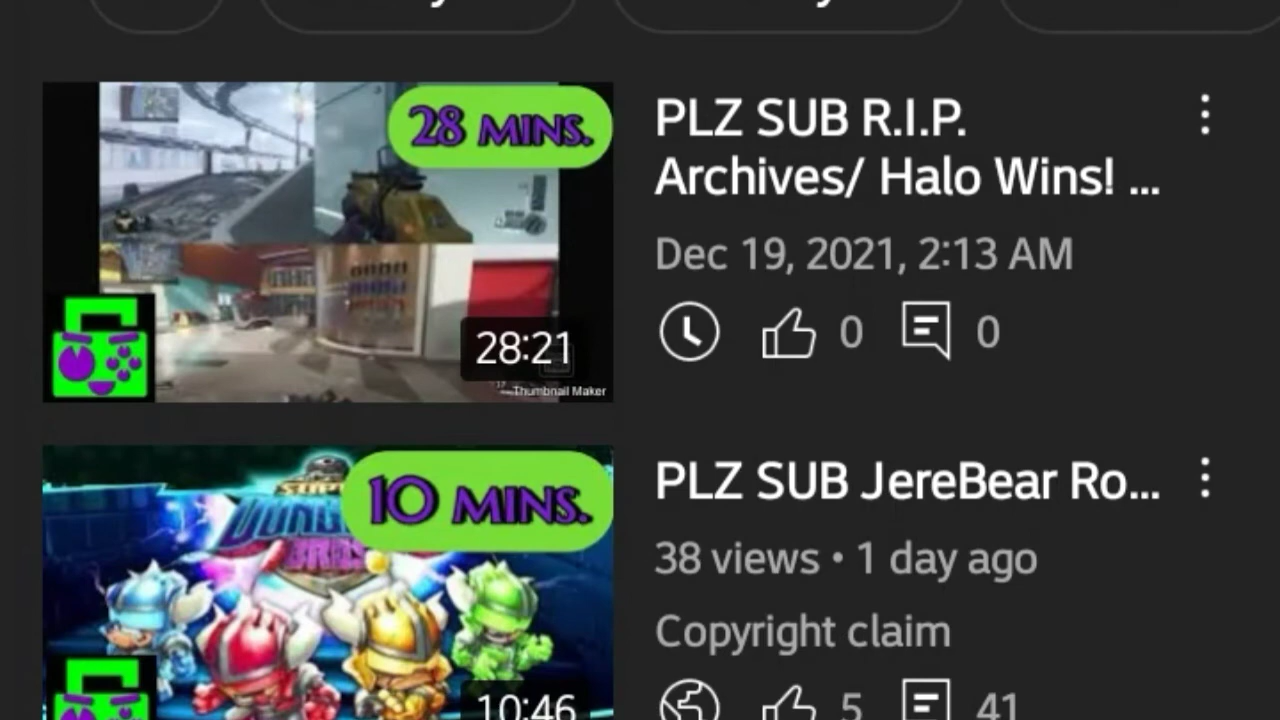 28 MINS.
28:21
Thumbnail Maker
PLZ SUB R.I.P.
Archives/ Halo Wins! ...
Dec 19, 2021, 2:13 AM
0 0
10 MINS.
10:46
PLZ SUB JereBear Ro...
38 views • 1 day ago
Copyright claim
5 41